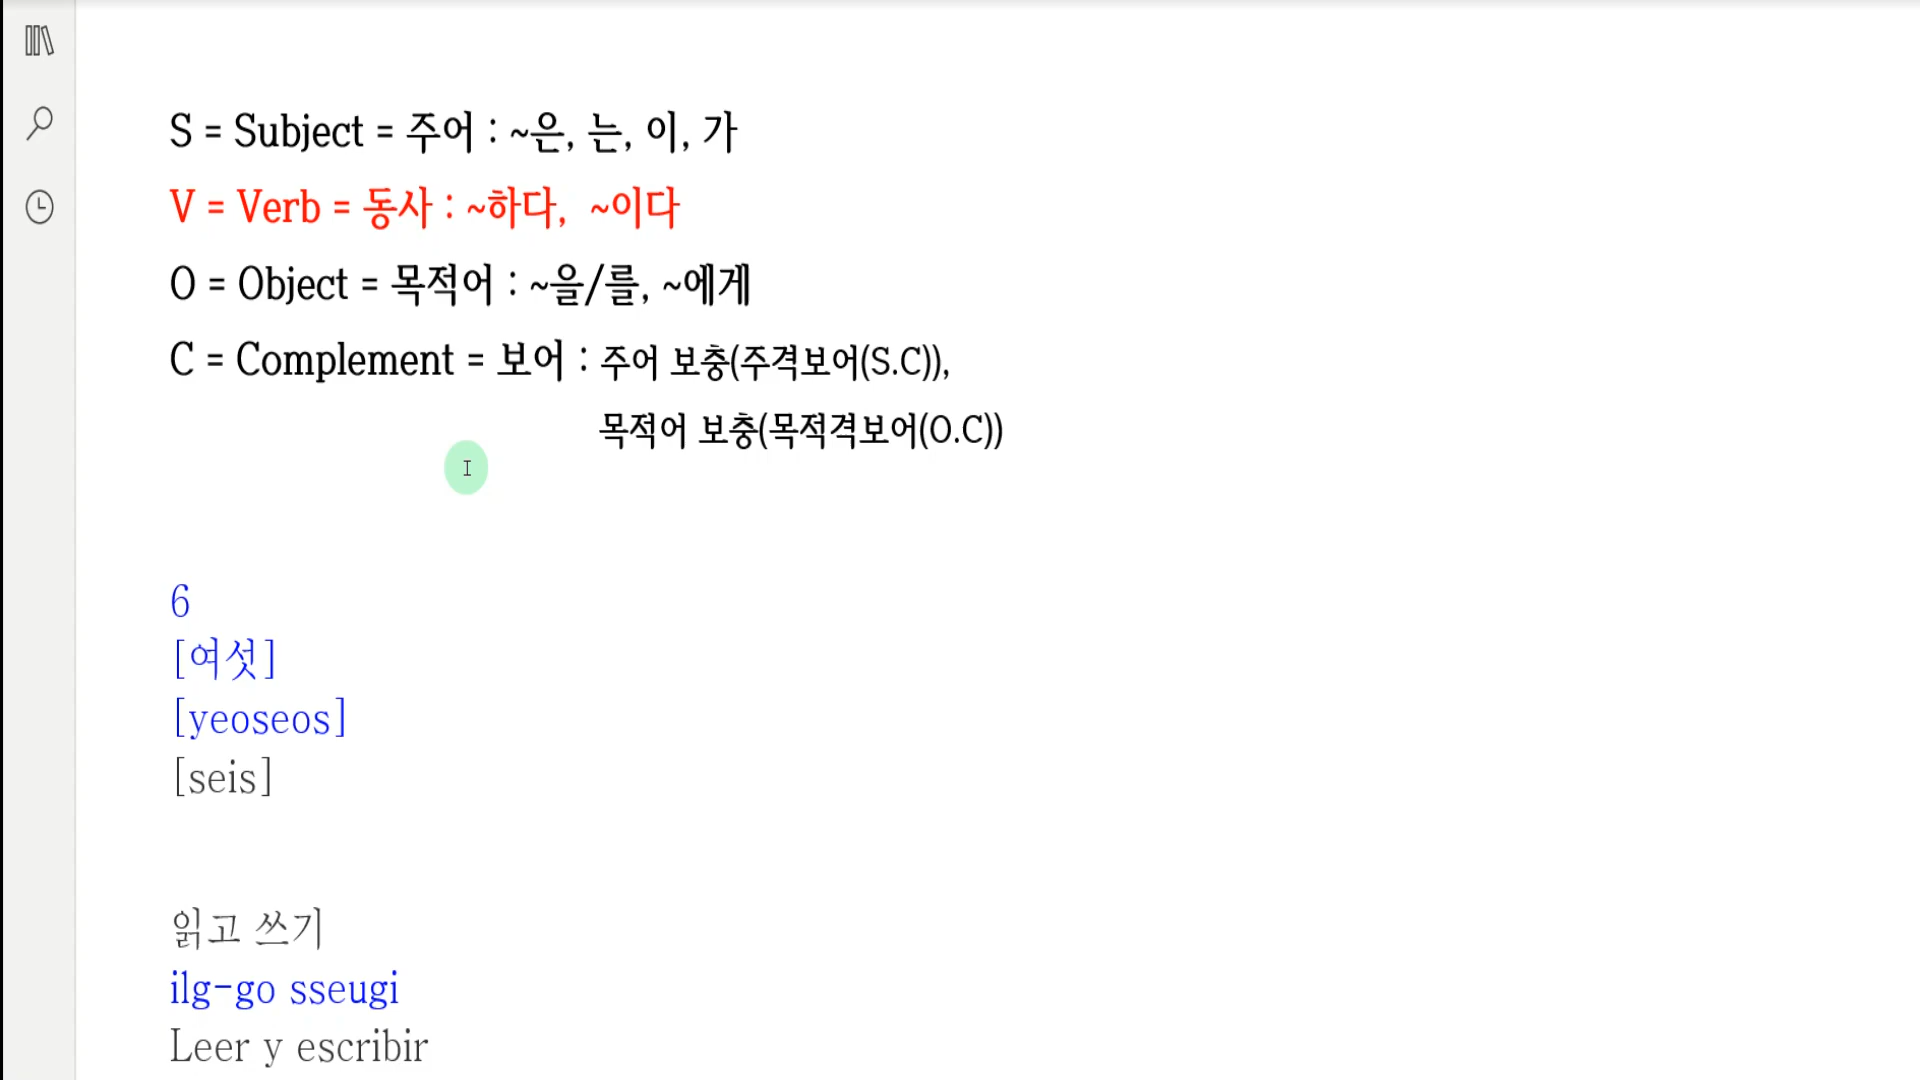 S = Subject = 주어 : ~은, 는, 이, 가
V = Verb = 동사 : ~하다, ~이다
O = Object = 목적어 : ~을/를, ~에게
C = Complement = 보어 : 주어 보충(주격보어(S.C)),
목적어 보충(목적격보어(O.C))
6
[여섯]
[yeoseos]
[seis]
읽고 쓰기
ilg-go sseugi
Leer y escribir